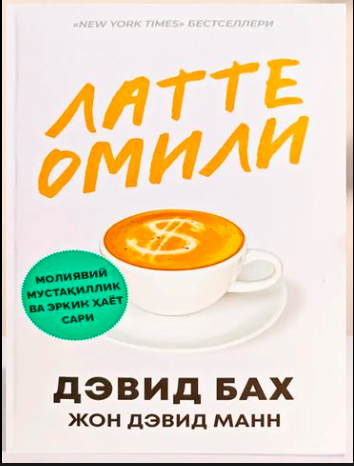 «NEW YORK TIMES» БЕСТСЕЛЛЕРИ
ЛАТТЕ
ОМИЛИ
МОЛИЯВИЙ
МУСТАҚИЛЛИК
ВА ЭРКИН ҲАЁТ
САРИ
ДЭВИД БАХ
ЖОН ДЭВИД МАНН